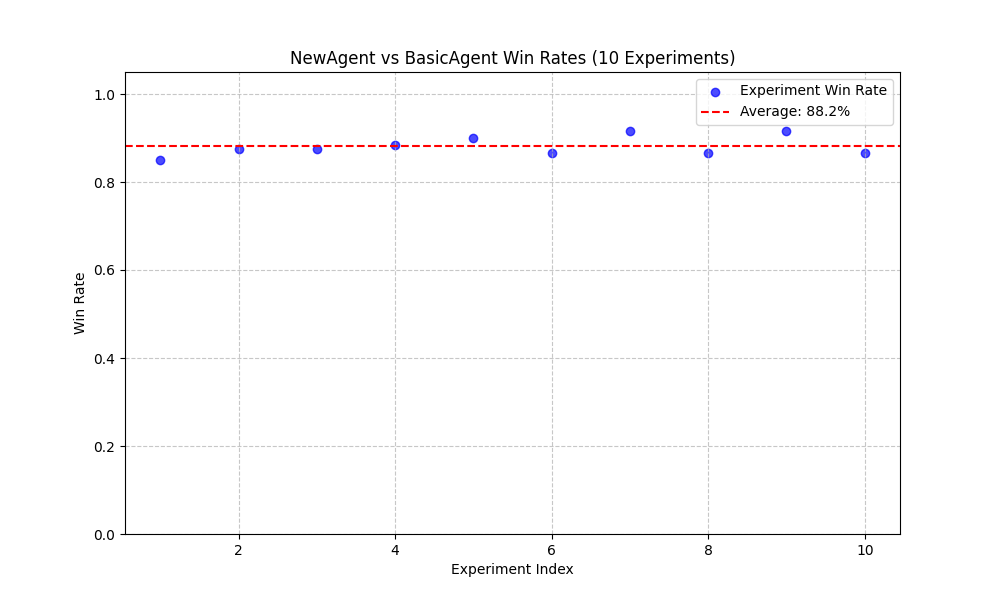 NewAgent vs BasicAgent Win Rates (10 Experiments)
Experiment Win Rate
Average: 88.2%
Win Rate
1.0
0.8
0.6
0.4
0.2
0.0
2
4
6
8
10
Experiment Index